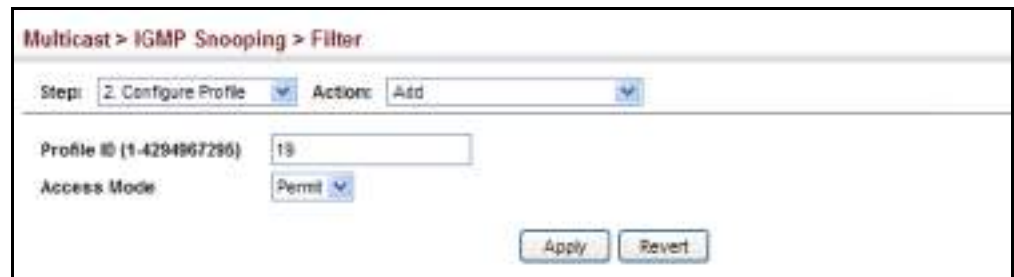 Multicast > IGMP Snooping > Filter
Step: 2. Configure Profile Action: Add
Profile ID (1-4294967295) 19
Access Mode Permit
Apply Revert